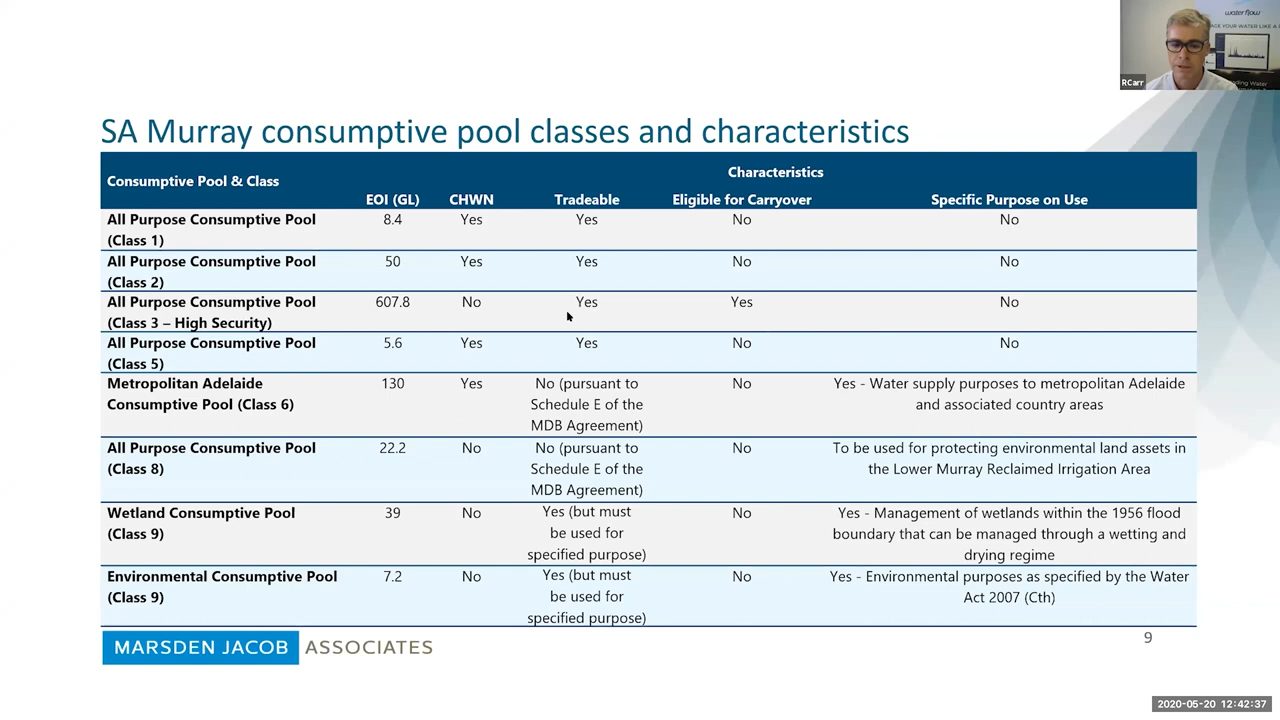 water flow
MANAGE YOUR WATER LIKE A
RCarr
SA Murray consumptive pool classes and characteristics
Consumptive Pool & Class
Characteristics
EOI (GL) CHWN Tradeable Eligible for Carryover Specific Purpose on Use
All Purpose Consumptive Pool 8.4 Yes Yes No No
(Class 1)
All Purpose Consumptive Pool 50 Yes Yes No No
(Class 2)
All Purpose Consumptive Pool 607.8 No Yes Yes No
(Class 3 – High Security)
All Purpose Consumptive Pool 5.6 Yes Yes No No
(Class 5)
Metropolitan Adelaide 130 Yes No (pursuant to No Yes - Water supply purposes to metropolitan Adelaide
Consumptive Pool (Class 6) Schedule E of the and associated country areas
MDB Agreement)
All Purpose Consumptive Pool 22.2 No No (pursuant to No To be used for protecting environmental land assets in
(Class 8) Schedule E of the the Lower Murray Reclaimed Irrigation Area
MDB Agreement)
Wetland Consumptive Pool 39 No Yes (but must No Yes - Management of wetlands within the 1956 flood
(Class 9) be used for boundary that can be managed through a wetting and
specified purpose) drying regime
Environmental Consumptive Pool 7.2 No Yes (but must No Yes - Environmental purposes as specified by the Water
(Class 9) be used for Act 2007 (Cth)
specified purpose)
MARSDEN JACOB ASSOCIATES
9
2020-05-20 12:42:37